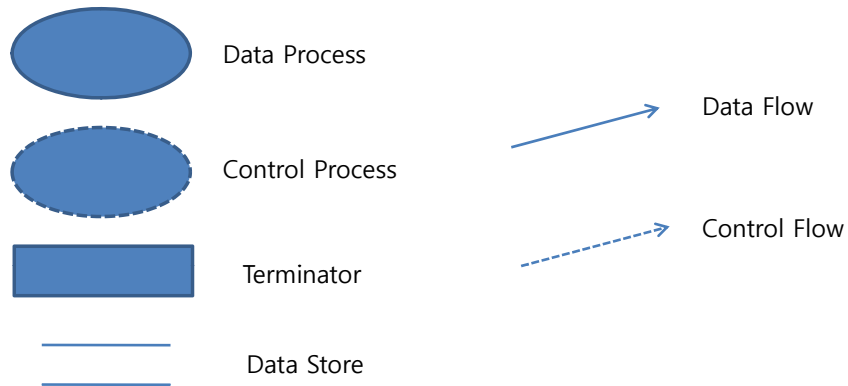 Data Process
Control Process
Terminator
Data Store
Data Flow
Control Flow